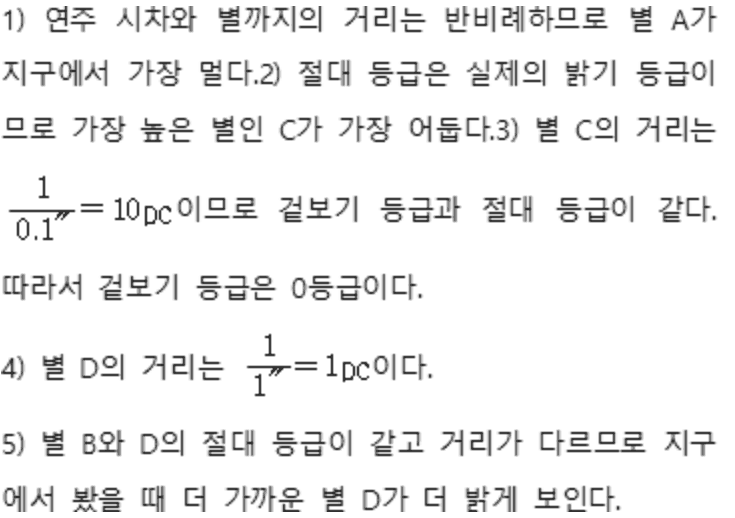 1) 연주 시차와 별까지의 거리는 반비례하므로 별 A가
지구에서 가장 멀다.2) 절대 등급은 실제의 밝기 등급이
므로 가장 높은 별인 C가 가장 어둡다.3) 별 C의 거리는
1/0.1″ = 10pc이므로 겉보기 등급과 절대 등급이 같다.
따라서 겉보기 등급은 0등급이다.
4) 별 D의 거리는 1/1″ = 1pc이다.
5) 별 B와 D의 절대 등급이 같고 거리가 다르므로 지구
에서 봤을 때 더 가까운 별 D가 더 밝게 보인다.